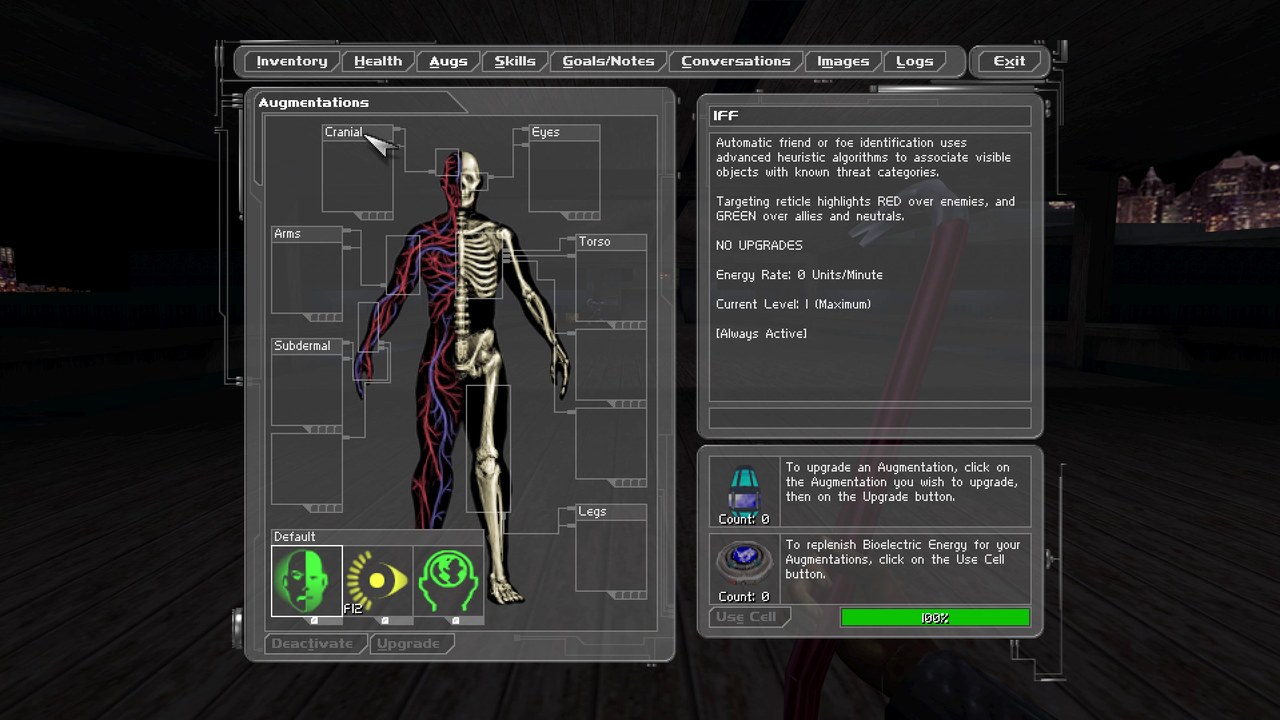 Inventory Health Augs Skills Goals/Notes Conversations Images Logs Exit
Augmentations
Cranial
Eyes
Arms
Torso
Subdermal
Legs
Default
F12
Deactivate Upgrade
IFF
Automatic friend or foe identification uses
advanced heuristic algorithms to associate visible
objects with known threat categories.
Targeting reticle highlights RED over enemies, and
GREEN over allies and neutrals.
NO UPGRADES
Energy Rate: 0 Units/Minute
Current Level: 1 (Maximum)
[Always Active]
To upgrade an Augmentation, click on
the Augmentation you wish to upgrade,
then on the Upgrade button.
Count: 0
To replenish Bioelectric Energy for your
Augmentations, click on the Use Cell
button.
Count: 0
Use Cell
100%